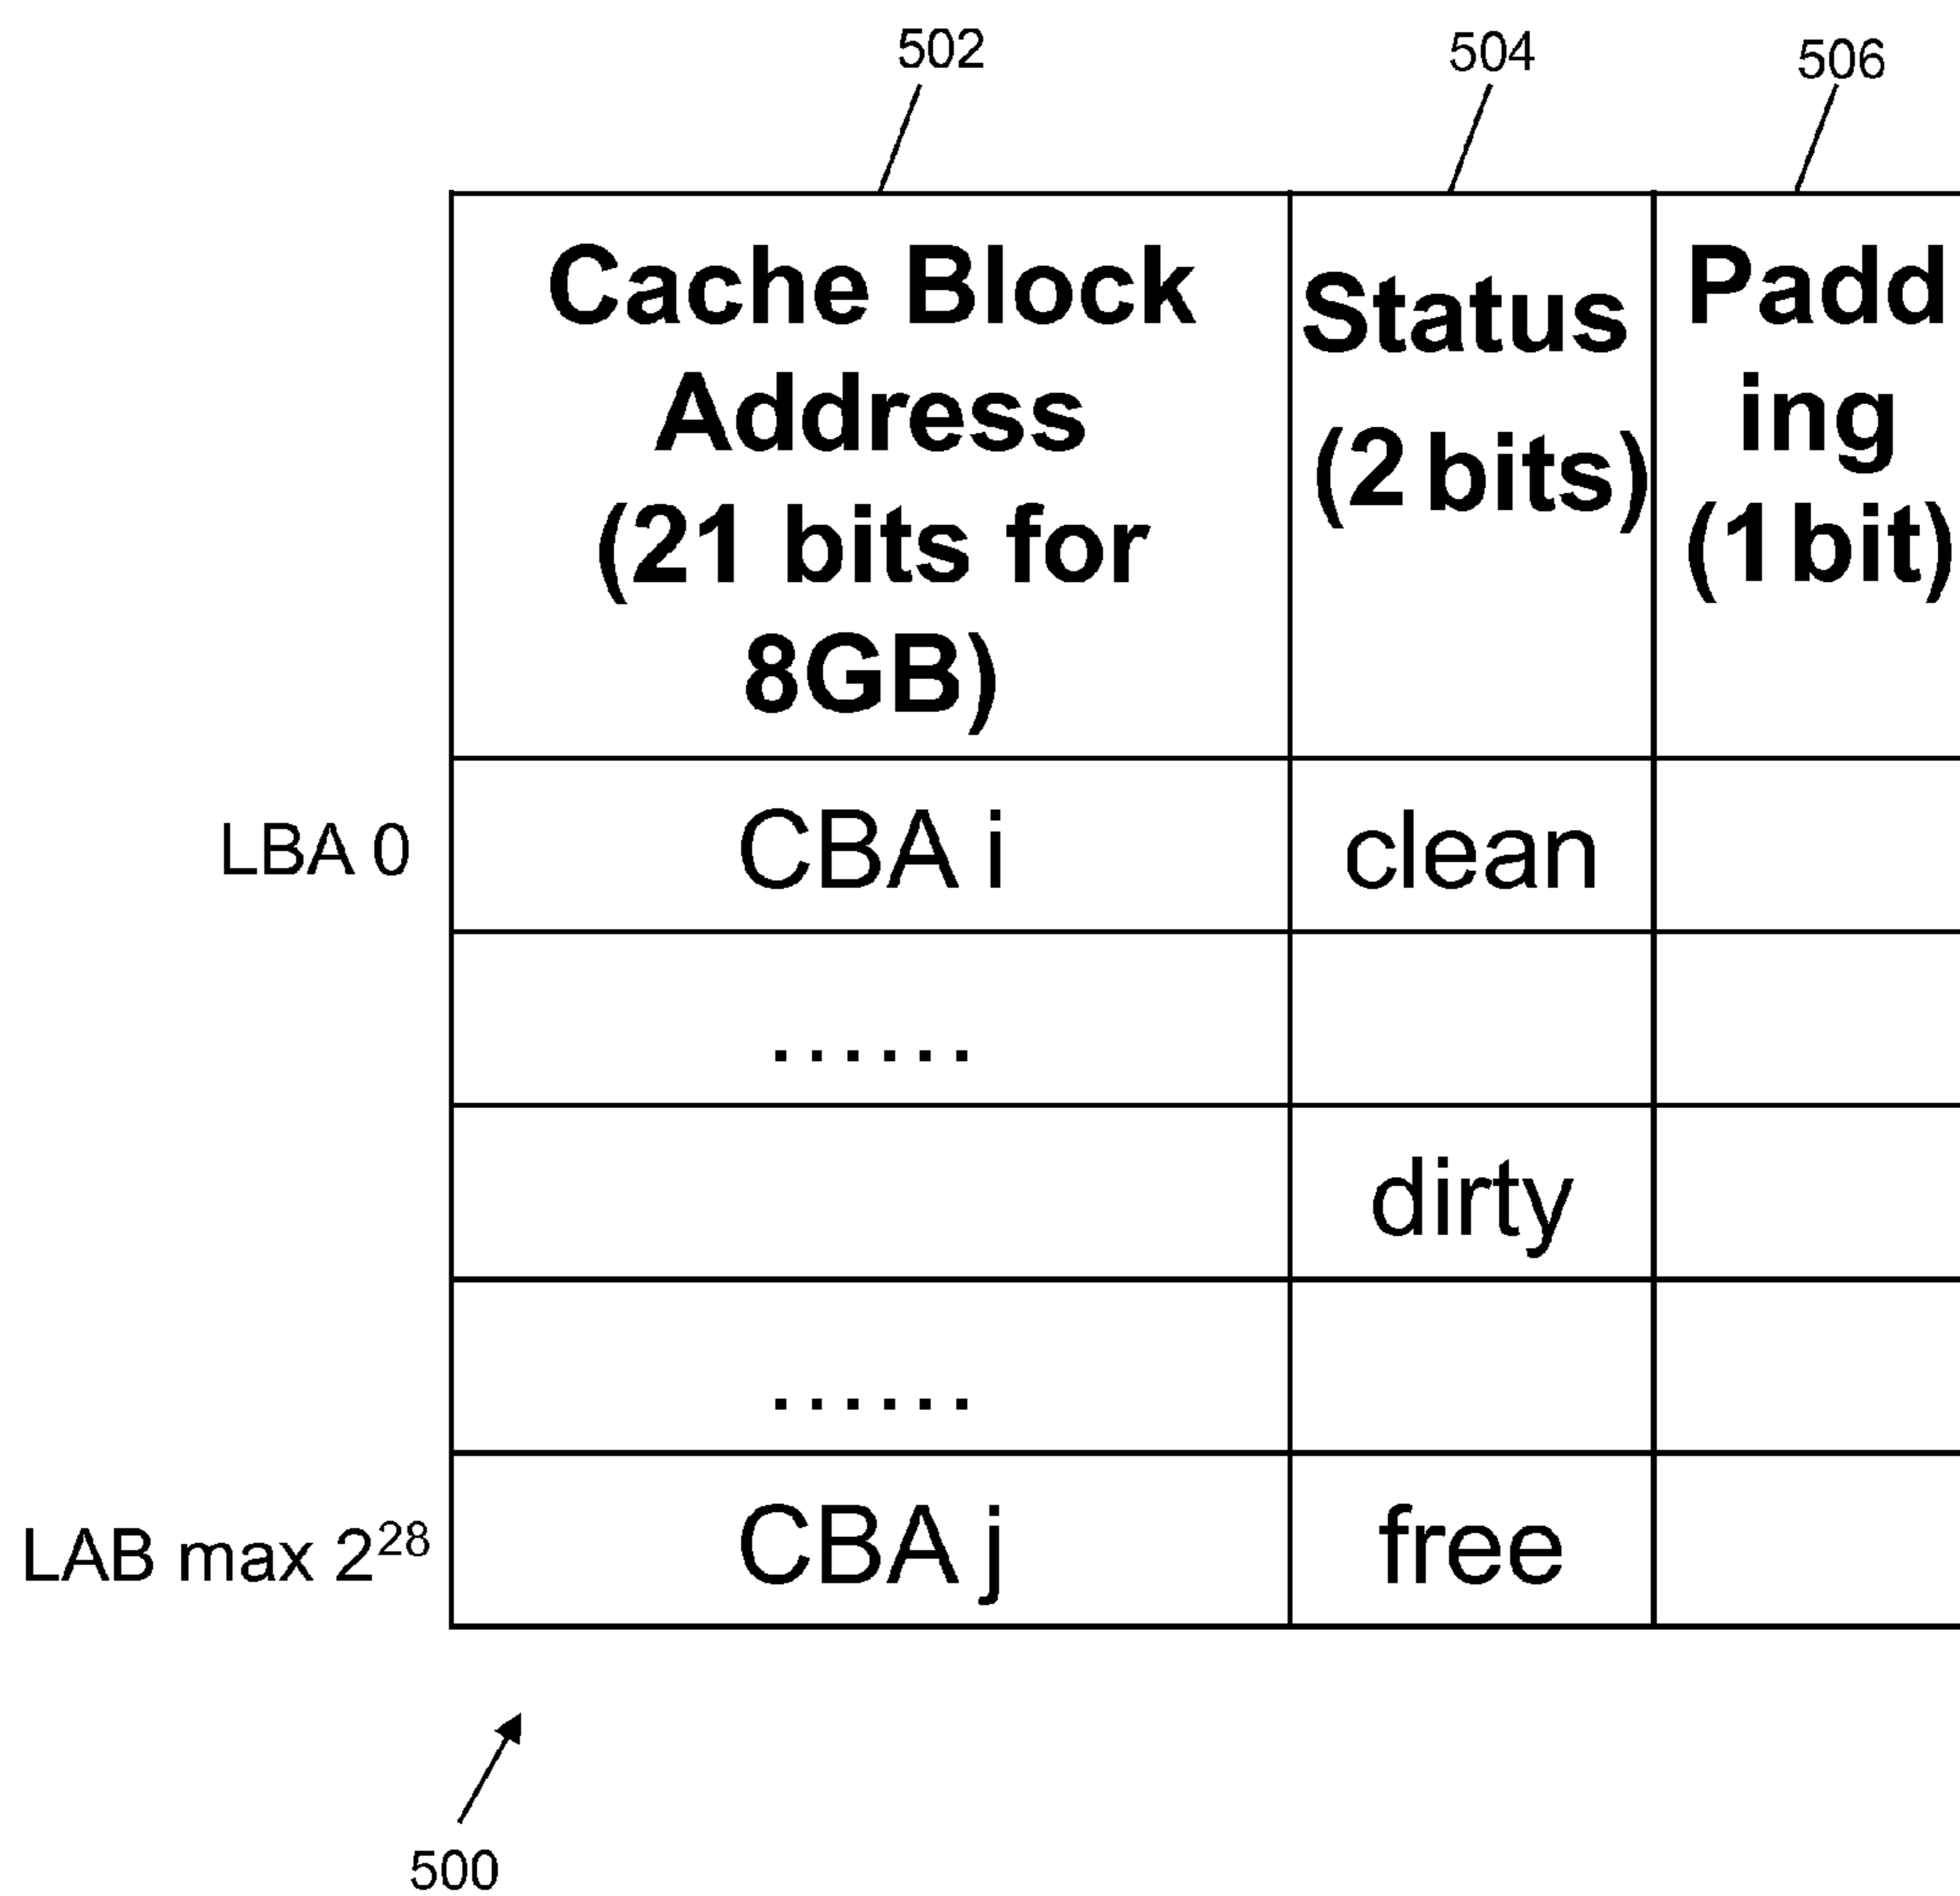 502
504
506
Cache Block
Address
(21 bits for
8GB)
Status
(2 bits)
Padd
ing
(1 bit)
LBA 0
CBA i
clean
......
dirty
......
LAB max 2²⁸
CBA j
free
500